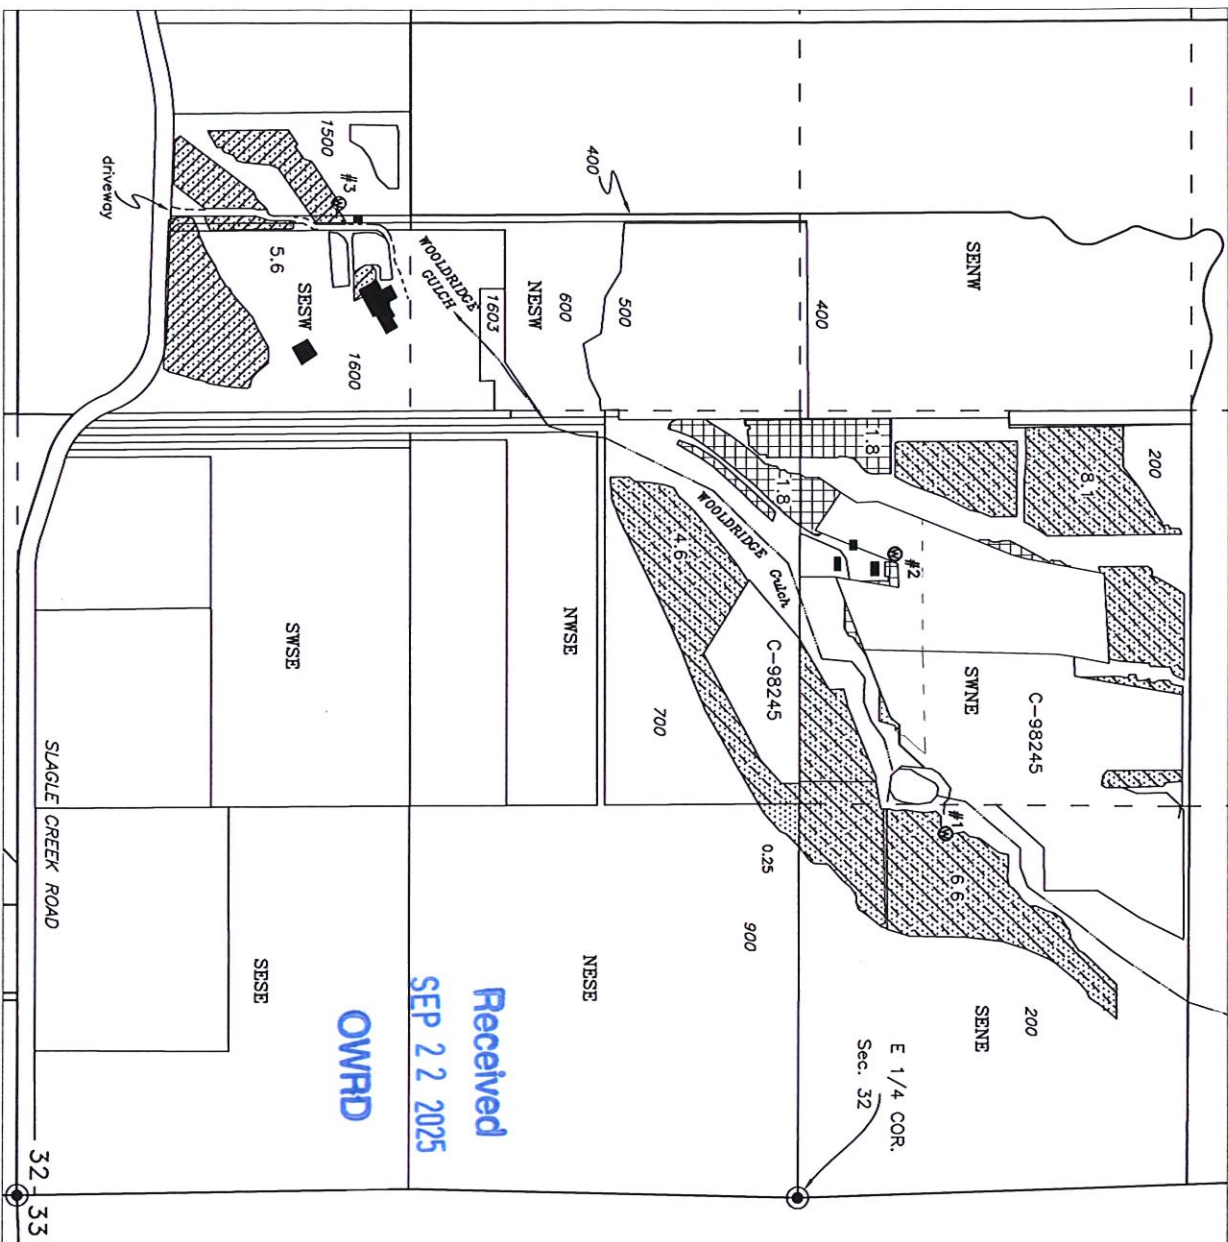 1500
#3
driveway
5.6
SESW
1600
WOOLDRIDGE
GULCH
1603
NESW
600
500
400
400
SENW
1.8
1.8
8.1
200
#2
WOOLDRIDGE Gulch
4.6
C-98245
SWNE
C-98245
NWSE
SWSE
700
#1
6.6
0.25
900
SLAGLE CREEK ROAD
SESE
NESE
SENE
200
E 1/4 COR.
Sec. 32
Received
SEP 22 2025
OWRD
32 33